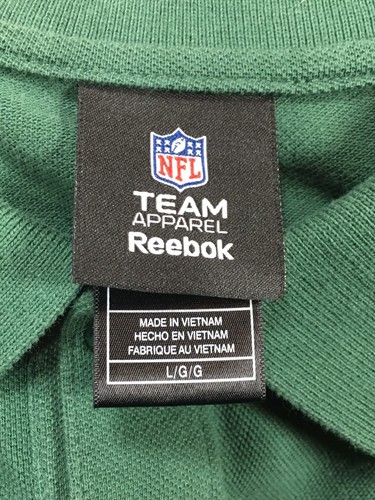 NFL
TEAM
APPAREL
Reebok
MADE IN VIETNAM
HECHO EN VIETNAM
FABRIQUE AU VIETNAM
L/G/G